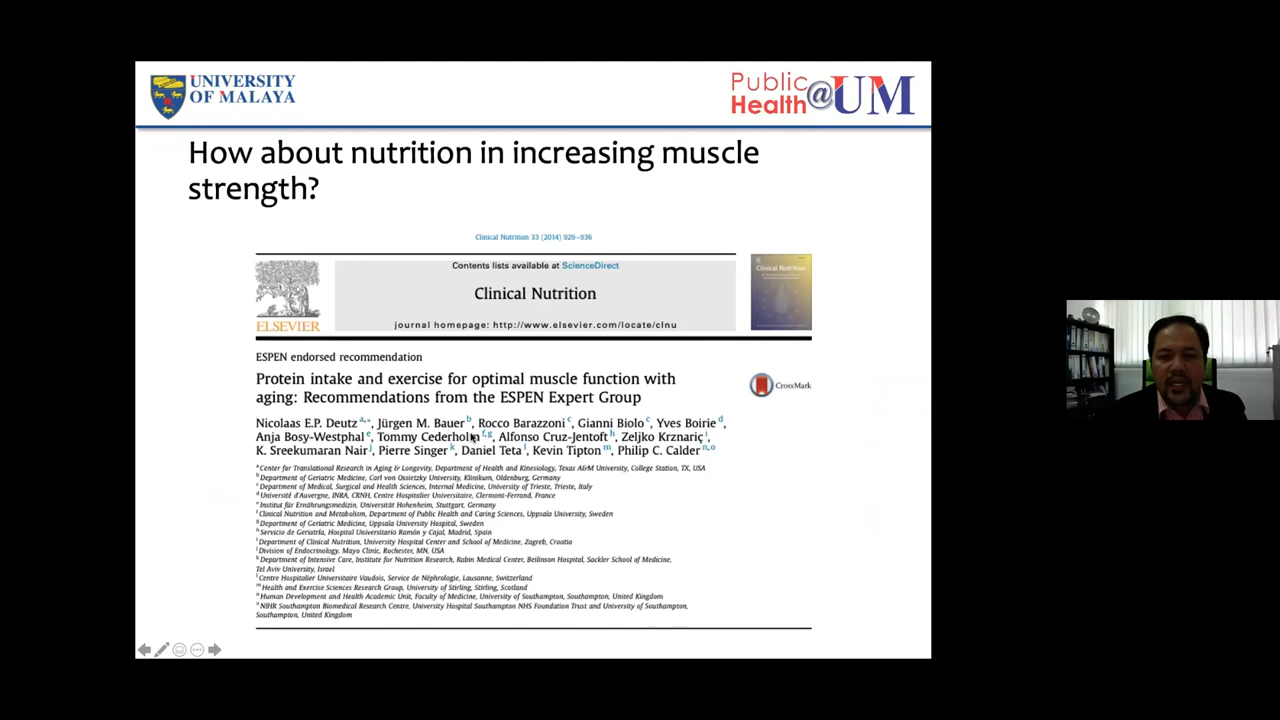 UNIVERSITY
OF MALAYA
Public
Health@UM
How about nutrition in increasing muscle
strength?
Clinical Nutrition 33 (2014) 929–936
Contents lists available at ScienceDirect
Clinical Nutrition
journal homepage: http://www.elsevier.com/locate/clnu
ELSEVIER
Clinical Nutrition
ESPEN endorsed recommendation
Protein intake and exercise for optimal muscle function with
aging: Recommendations from the ESPEN Expert Group
CrossMark
Nicolaas E.P. Deutz a,*, Jürgen M. Bauer b, Rocco Barazzoni c, Gianni Biolo c, Yves Boirie d,
Anja Bosy-Westphal e, Tommy Cederholm f,g, Alfonso Cruz-Jentoft h, Zeljko Krznariç i,
K. Sreekumaran Nair j, Pierre Singer k, Daniel Teta l, Kevin Tipton m, Philip C. Calder n,o
a Center for Translational Research in Aging & Longevity, Department of Health and Kinesiology, Texas A&M University, College Station, TX, USA
b Department of Geriatric Medicine, Carl von Ossietzky University, Klinikum, Oldenburg, Germany
c Department of Medical, Surgical and Health Sciences, Internal Medicine, University of Trieste, Trieste, Italy
d Université d'Auvergne, INRA, CRNH, Centre Hospitalier Universitaire, Clermont-Ferrand, France
e Institut für Ernährungsmedizin, Universität Hohenheim, Stuttgart, Germany
f Clinical Nutrition and Metabolism, Department of Public Health and Caring Sciences, Uppsala University, Sweden
g Department of Geriatric Medicine, Uppsala University Hospital, Sweden
h Servicio de Geriatría, Hospital Universitario Ramón y Cajal, Madrid, Spain
i Department of Clinical Nutrition, University Hospital Center and School of Medicine, Zagreb, Croatia
j Division of Endocrinology, Mayo Clinic, Rochester, MN, USA
k Department of Intensive Care, Institute for Nutrition Research, Rabin Medical Center, Beilinson Hospital, Sackler School of Medicine,
Tel Aviv University, Israel
l Centre Hospitalier Universitaire Vaudois, Service de Néphrologie, Lausanne, Switzerland
m Health and Exercise Sciences Research Group, University of Stirling, Stirling, Scotland
n Human Development and Health Academic Unit, Faculty of Medicine, University of Southampton, Southampton, United Kingdom
o NIHR Southampton Biomedical Research Centre, University Hospital Southampton NHS Foundation Trust and University of Southampton,
Southampton, United Kingdom